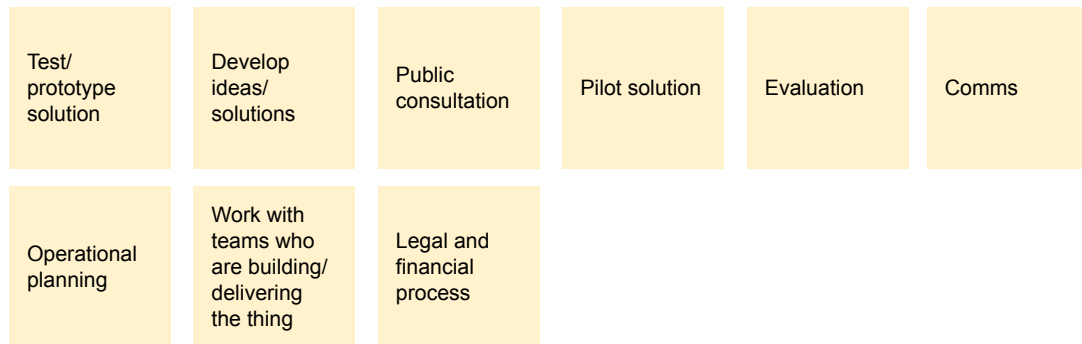 Test/
prototype
solution
Develop
ideas/
solutions
Public
consultation
Pilot solution
Evaluation
Comms
Operational
planning
Work with
teams who
are building/
delivering
the thing
Legal and
financial
process